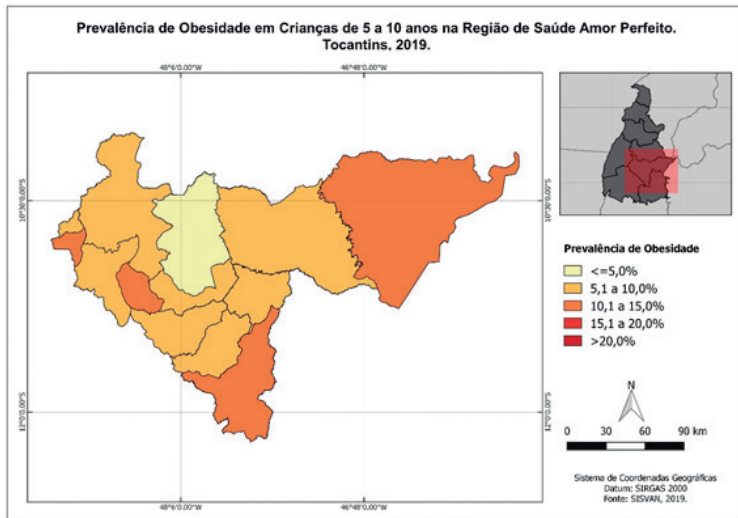 Prevalência de Obesidade em Crianças de 5 a 10 anos na Região de Saúde Amor Perfeito.
Tocantins, 2019.
48°6'0.00"W
46°48'0.00"W
10°30'0.00"S
10°30'0.00"S
12°0'0.00"S
12°0'0.00"S
48°6'0.00"W
46°48'0.00"W
Prevalência de Obesidade
<=5,0%
5,1 a 10,0%
10,1 a 15,0%
15,1 a 20,0%
>20,0%
N
0 30 60 90 km
Sistema de Coordenadas Geográficas
Datum: SIRGAS 2000
Fonte: SISVAN, 2019.